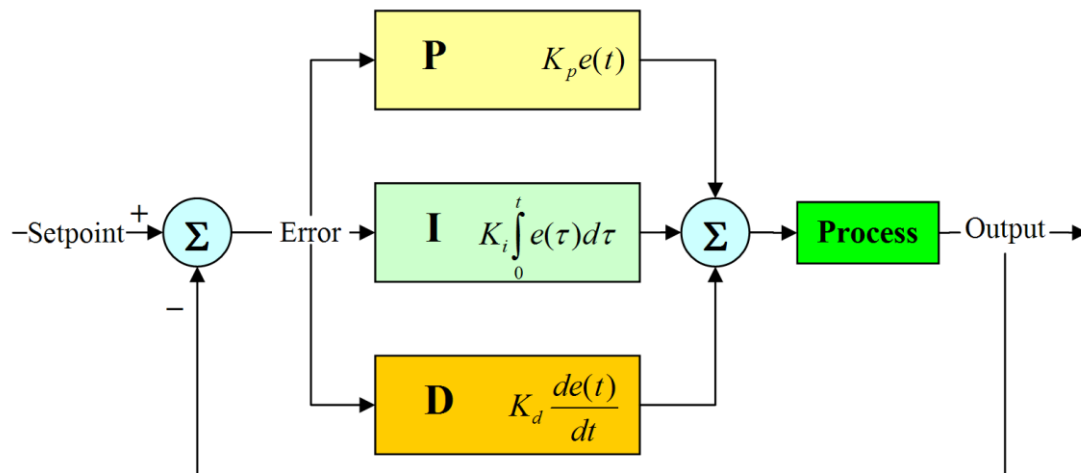 P K_p e(t)
Setpoint
+
Σ
−
Error
I K_i ∫_0^t e(τ)dτ
Σ
Process
Output
D K_d de(t)/dt